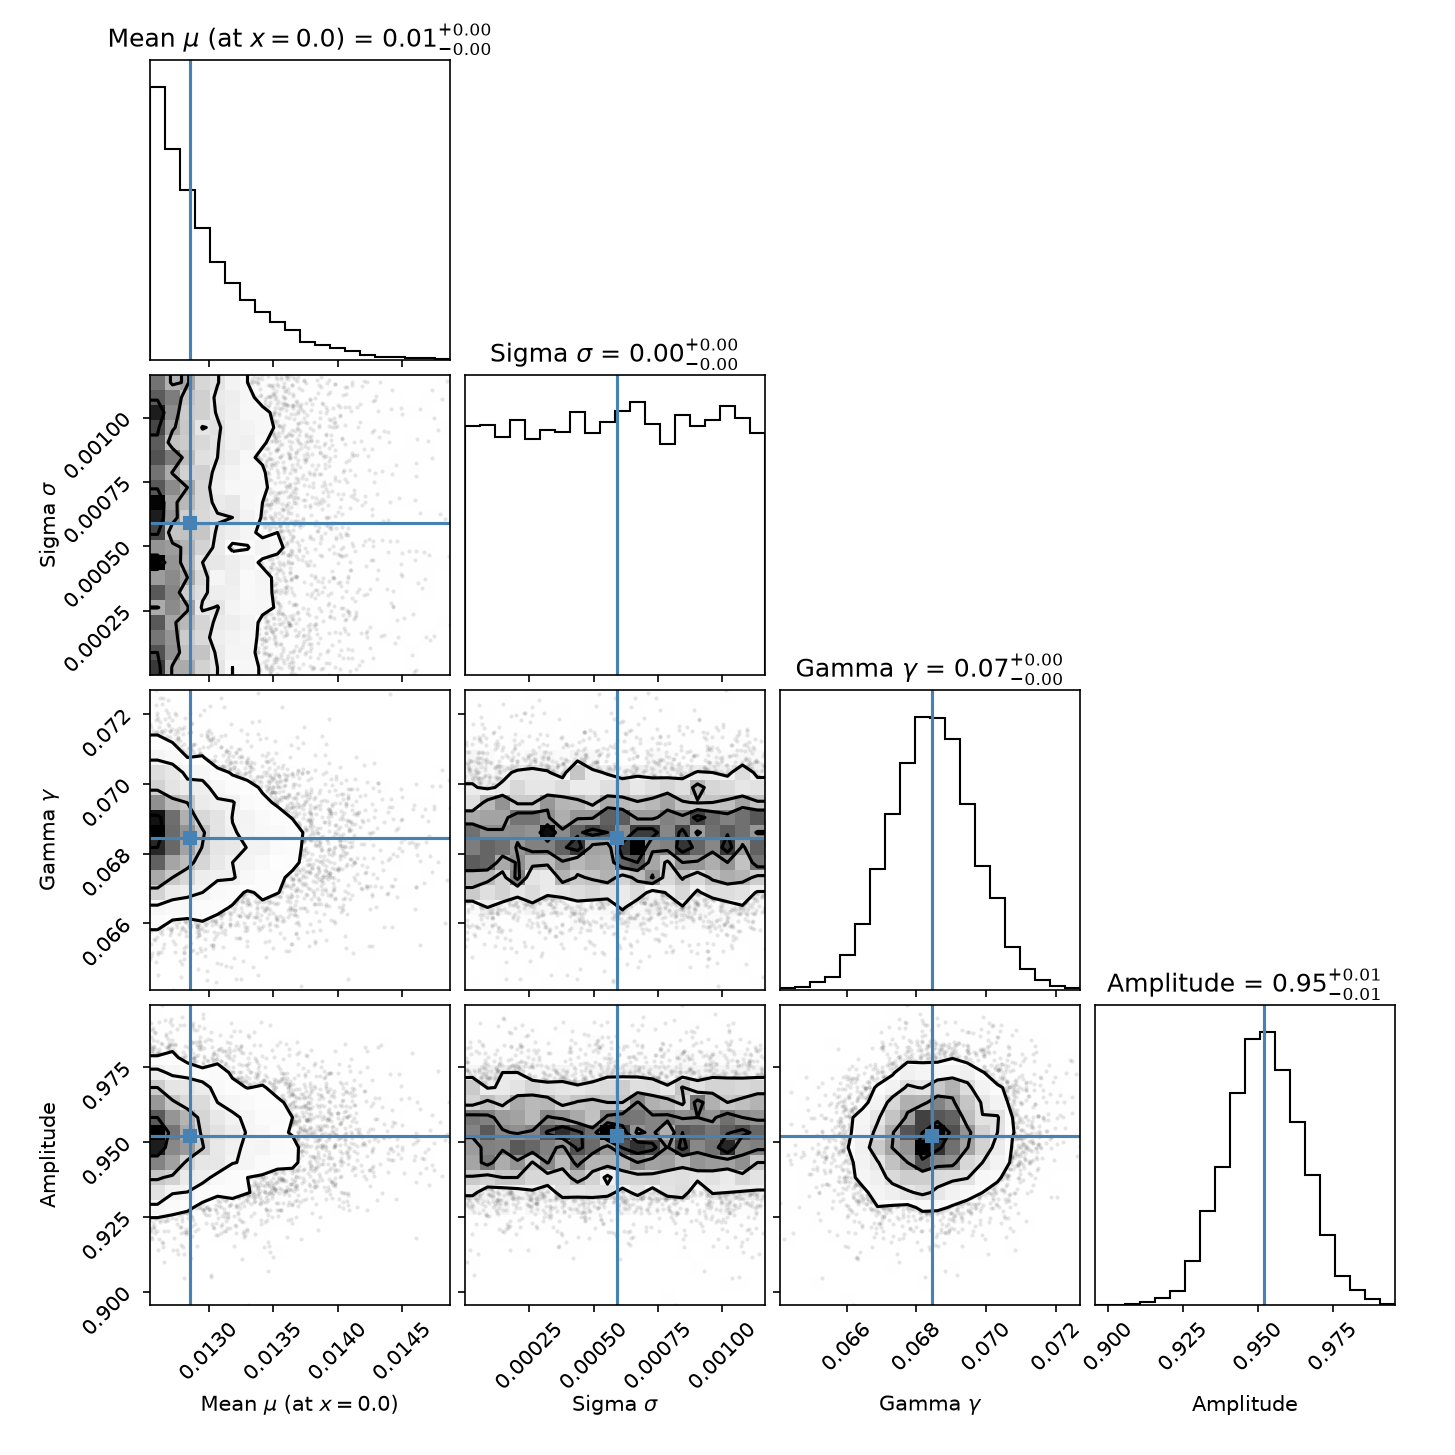 Mean μ (at x = 0.0) = 0.01 +0.00 −0.00
Sigma σ = 0.00 +0.00 −0.00
Sigma σ
0.00100
0.00075
0.00050
0.00025
Gamma γ = 0.07 +0.00 −0.00
Gamma γ
0.072
0.070
0.068
0.066
Amplitude = 0.95 +0.01 −0.01
Amplitude
0.975
0.950
0.925
0.900
0.0130 0.0135 0.0140 0.0145
Mean μ (at x = 0.0)
0.00025 0.00050 0.00075 0.00100
Sigma σ
0.066 0.068 0.070 0.072
Gamma γ
0.900 0.925 0.950 0.975
Amplitude